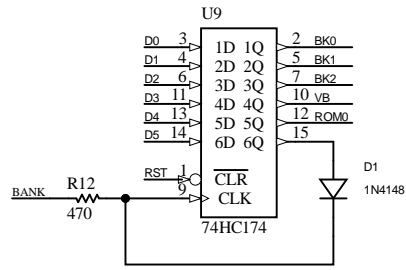 U9
D0 3 1D 1Q 2 BK0
D1 4 2D 2Q 5 BK1
D2 6 3D 3Q 7 BK2
D3 11 4D 4Q 10 VB
D4 13 5D 5Q 12 ROM0
D5 14 6D 6Q 15
RST 1 CLR
9 CLK
74HC174
BANK
R12
470
D1
1N4148